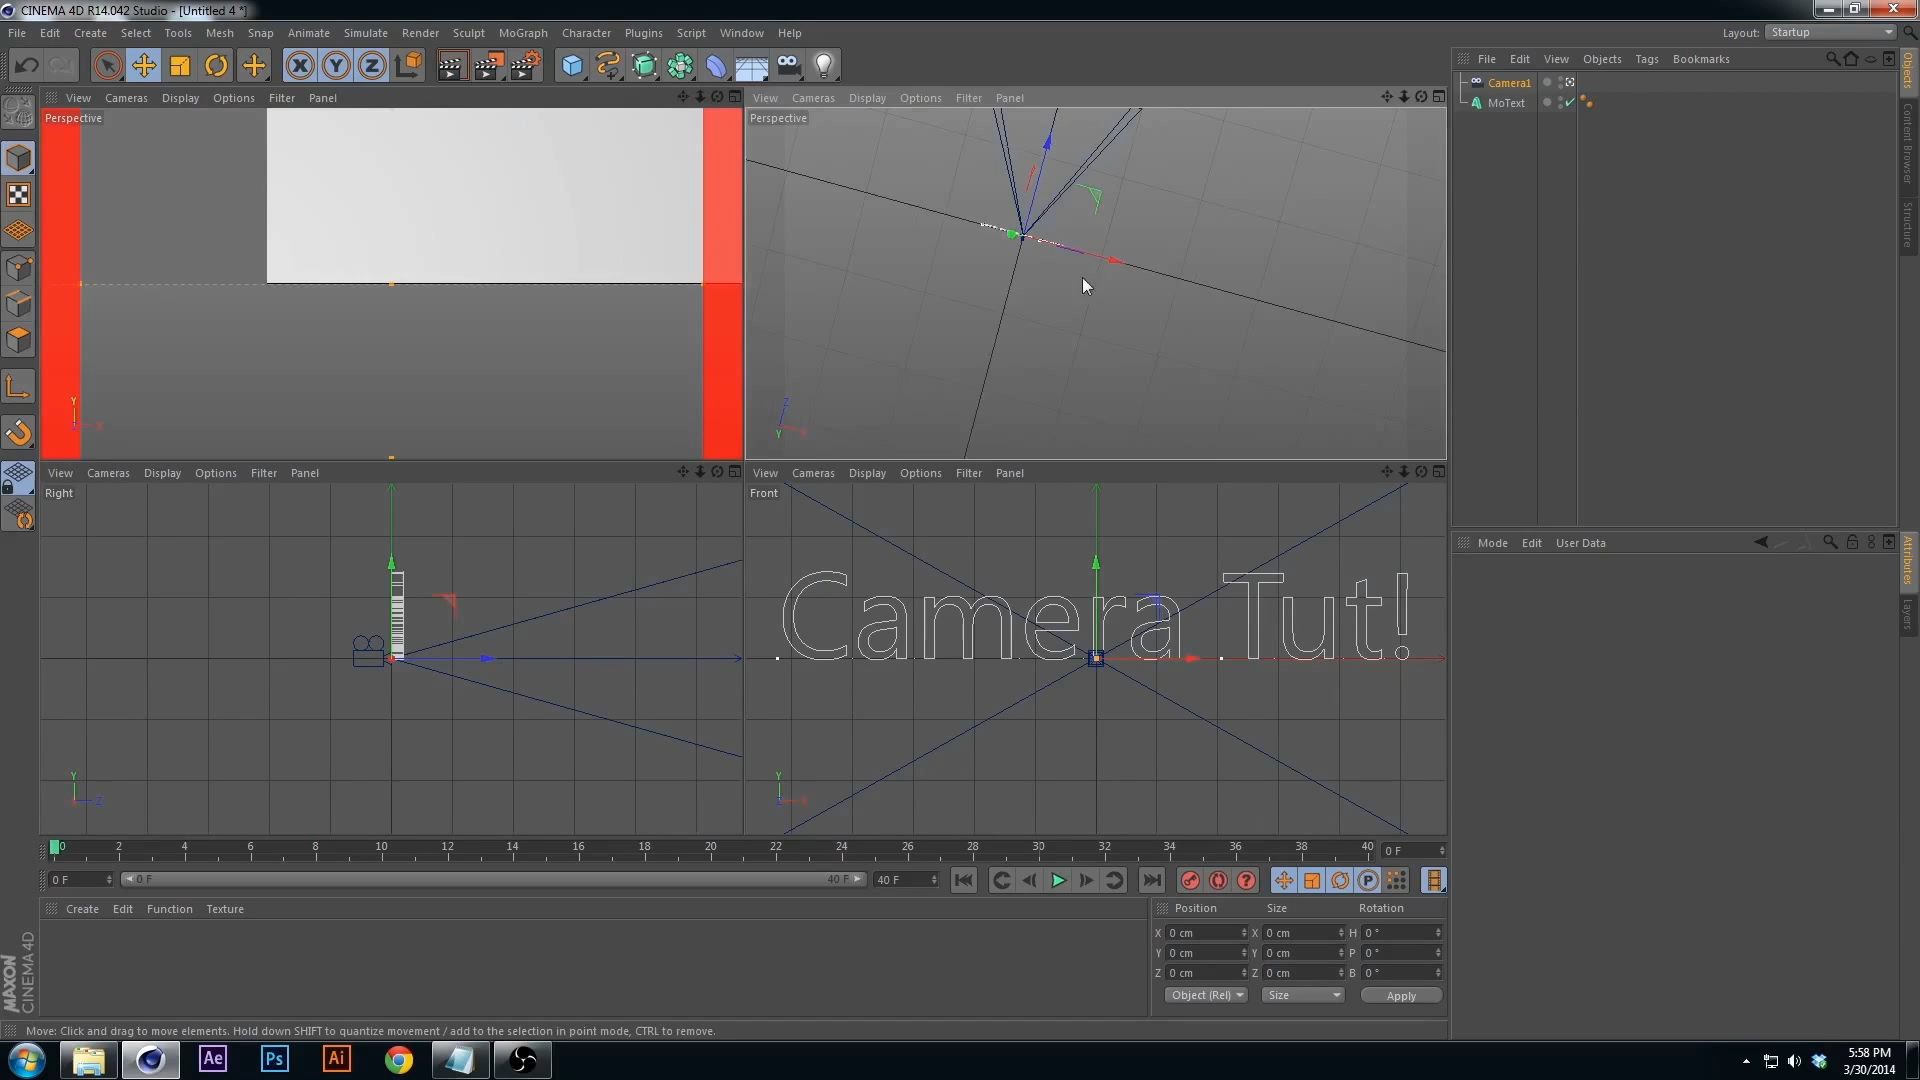 CINEMA 4D R14.042 Studio - [Untitled 4 *]
File Edit Create Select Tools Mesh Snap Animate Simulate Render Sculpt MoGraph Character Plugins Script Window Help
Layout: Startup
X Y Z
File Edit View Objects Tags Bookmarks
Camera1
MoText
Objects
Content Browser
Structure
View Cameras Display Options Filter Panel
Perspective
Y X
View Cameras Display Options Filter Panel
Perspective
Z Y X
View Cameras Display Options Filter Panel
Right
Y Z
View Cameras Display Options Filter Panel
Front
Camera Tut!
Y Z X
Mode Edit User Data
Attributes
Layers
0 2 4 6 8 10 12 14 16 18 20 22 24 26 28 30 32 34 36 38 40 0 F
0 F 0 F 40 F 40 F
P
Create Edit Function Texture
Position Size Rotation
X 0 cm X 0 cm H 0 °
Y 0 cm Y 0 cm P 0 °
Z 0 cm Z 0 cm B 0 °
Object (Rel) Size Apply
MAXON
CINEMA 4D
Move: Click and drag to move elements. Hold down SHIFT to quantize movement / add to the selection in point mode, CTRL to remove.
Ae Ps Ai
5:58 PM
3/30/2014